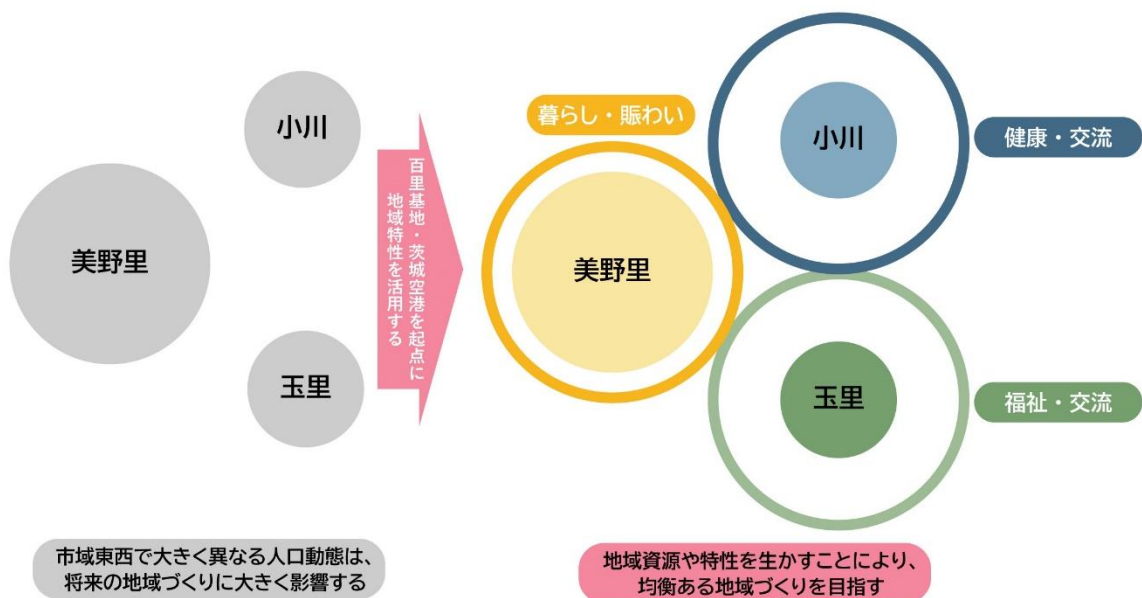 小川
美野里
玉里
百里基地・茨城空港を起点に
地域特性を活用する
暮らし・賑わい
小川
健康・交流
美野里
玉里
福祉・交流
市域東西で大きく異なる人口動態は、
将来の地域づくりに大きく影響する
地域資源や特性を生かすことにより、
均衡ある地域づくりを目指す